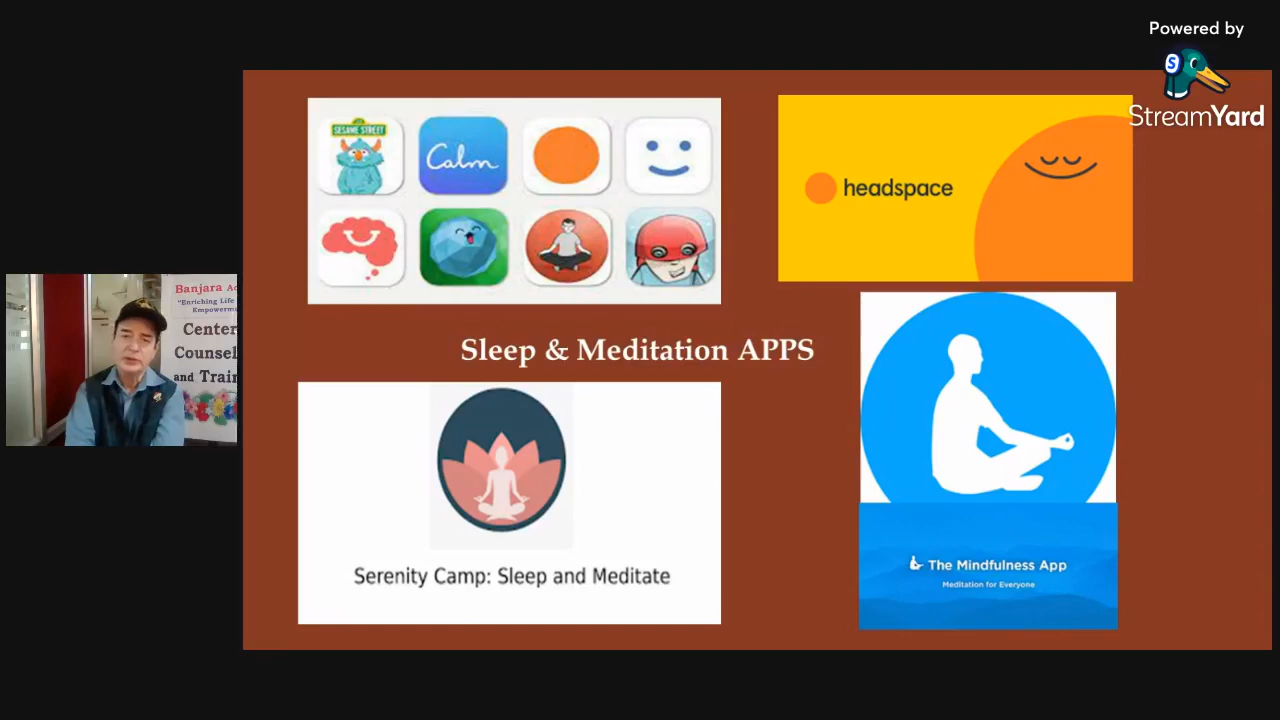 Powered by
StreamYard
SESAME STREET
Calm
headspace
Sleep & Meditation APPS
Banjara
"Enriching Life
Empowerm
Center
Counsel
and Train
Serenity Camp: Sleep and Meditate
The Mindfulness App
Meditation for Everyone